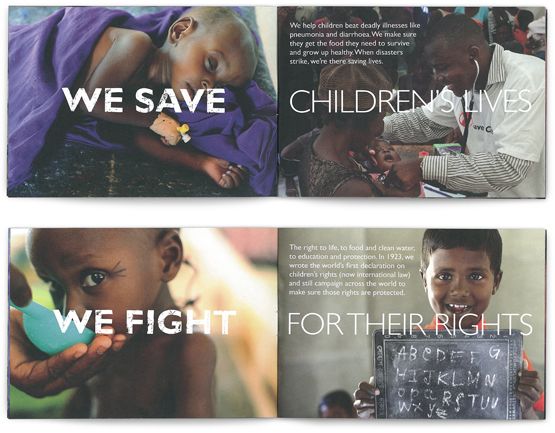 WE SAVE
We help children beat deadly illnesses like
pneumonia and diarrhoea. We make sure
they get the food they need to survive
and grow up healthy. When disasters
strike, we're there saving lives.
CHILDREN'S LIVES
WE FIGHT
The right to life, to food and clean water,
to education and protection. In 1923, we
wrote the world's first declaration on
children's rights (now international law)
and still campaign across the world to
make sure those rights are protected.
FOR THEIR RIGHTS
A B C D E F G
H I J K L M N